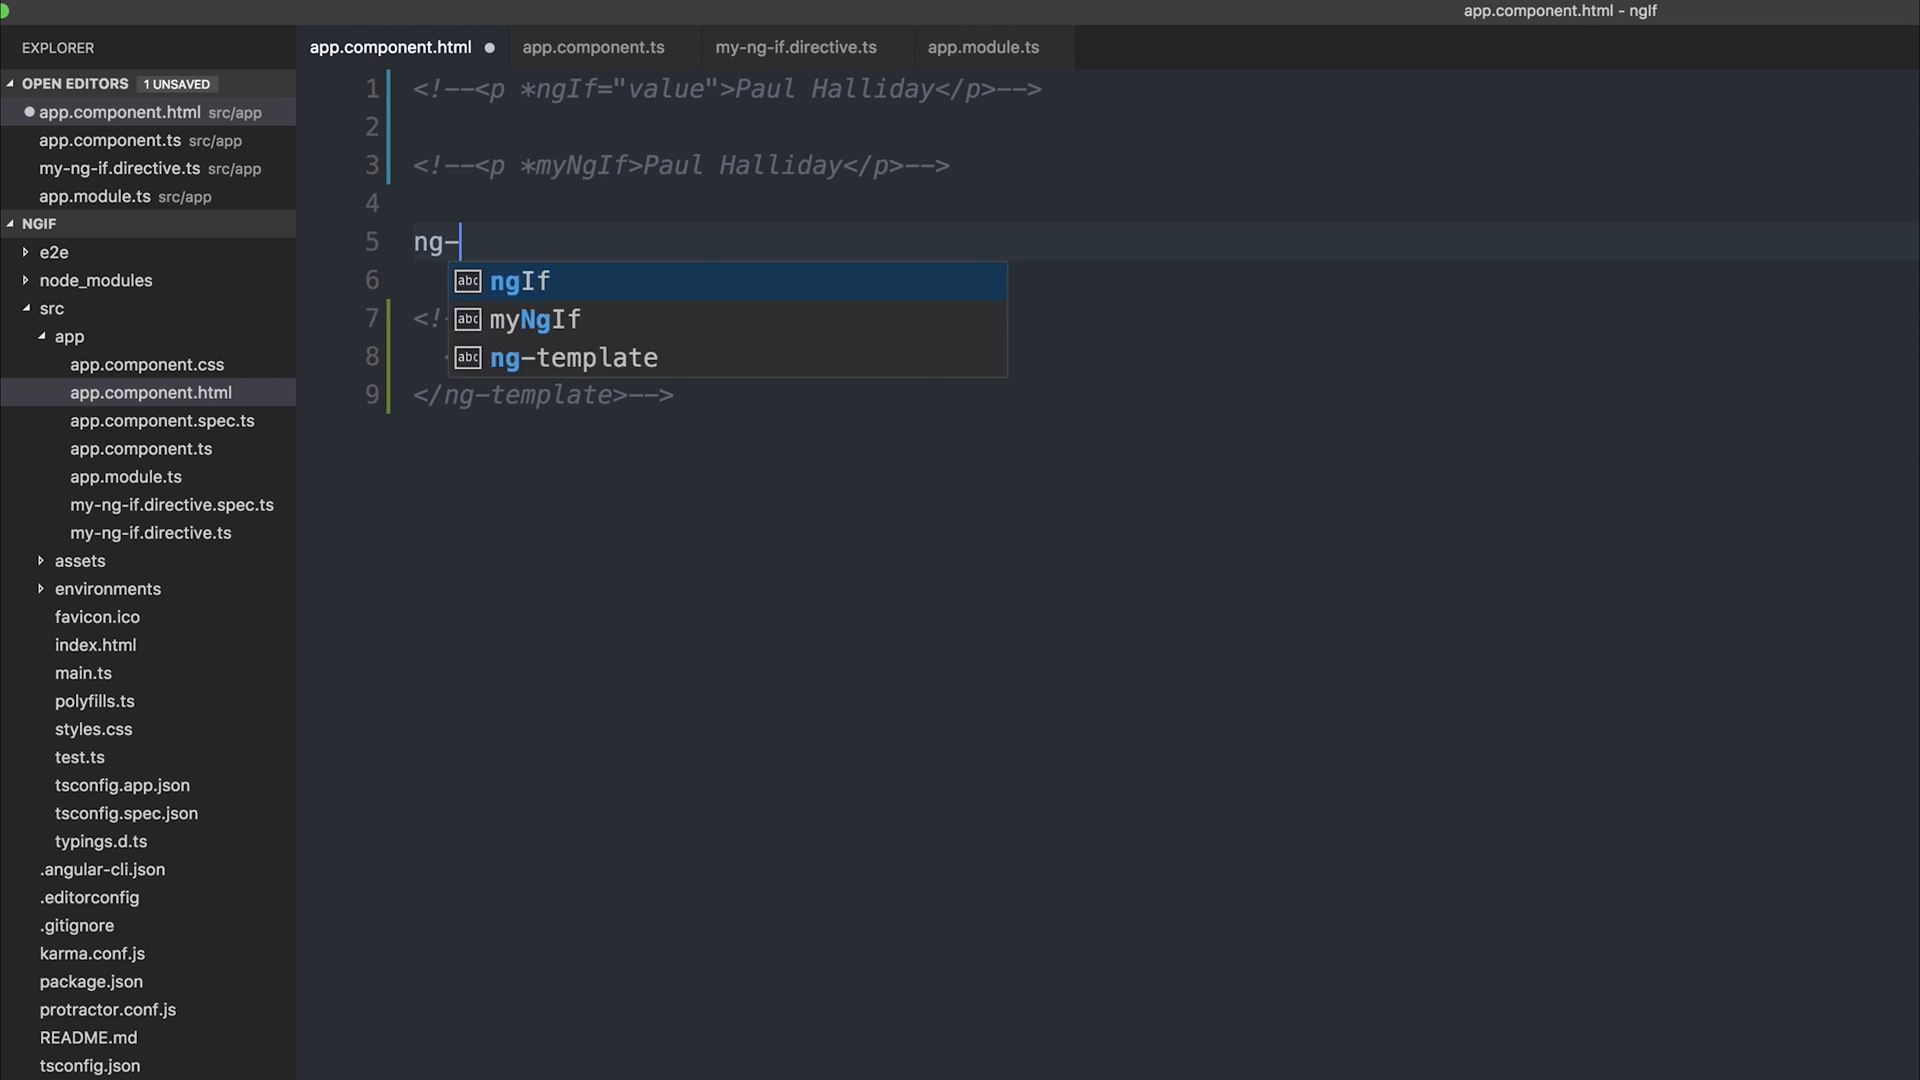 app.component.html - ngIf
EXPLORER
OPEN EDITORS 1 UNSAVED
app.component.html src/app
app.component.ts src/app
my-ng-if.directive.ts src/app
app.module.ts src/app
NGIF
e2e
node_modules
src
app
app.component.css
app.component.html
app.component.spec.ts
app.component.ts
app.module.ts
my-ng-if.directive.spec.ts
my-ng-if.directive.ts
assets
environments
favicon.ico
index.html
main.ts
polyfills.ts
styles.css
test.ts
tsconfig.app.json
tsconfig.spec.json
typings.d.ts
.angular-cli.json
.editorconfig
.gitignore
karma.conf.js
package.json
protractor.conf.js
README.md
tsconfig.json
app.component.html app.component.ts my-ng-if.directive.ts app.module.ts
1 <!--<p *ngIf="value">Paul Halliday</p>-->
2
3 <!--<p *myNgIf>Paul Halliday</p>-->
4
5 ng-
6 abc ngIf
7 <!- abc myNgIf
8 abc ng-template
9 </ng-template>-->